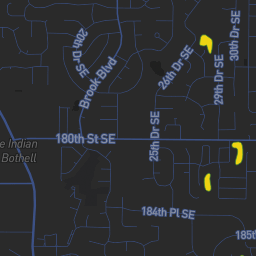 20th Dr SE
Brook Blvd
26th Dr SE
30th Dr SE
29th Dr SE
25th Dr SE
180th St SE
e Indian
Bothell
184th Pl SE
185t